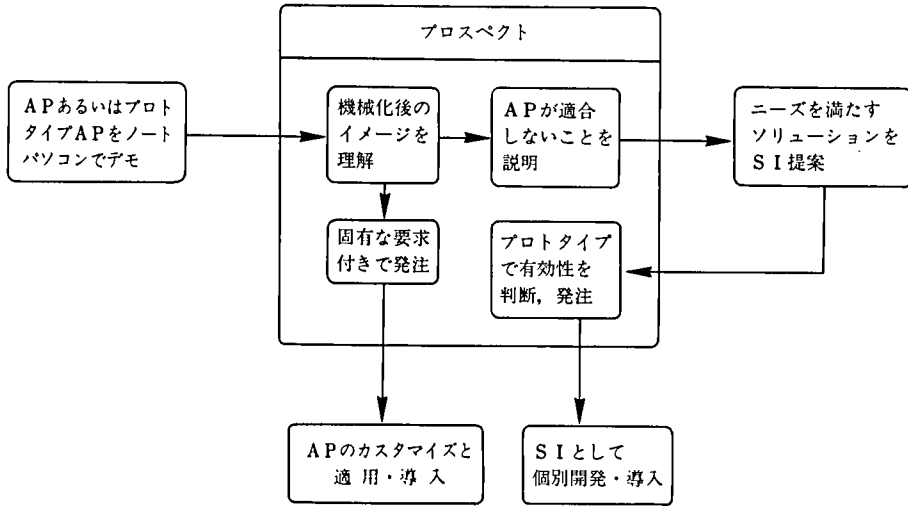 プロスペクト
APあるいはプロト
タイプAPをノート
パソコンでデモ
機械化後の
イメージを
理解
APが適合
しないことを
説明
ニーズを満たす
ソリューションを
SI提案
固有な要求
付きで発注
プロトタイプ
で有効性を
判断，発注
APのカスタマイズと
適用・導入
SIとして
個別開発・導入